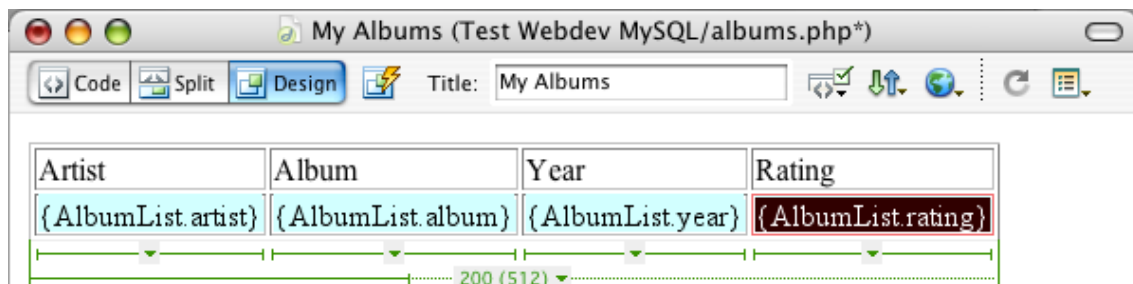 My Albums (Test Webdev MySQL/albums.php*)
Code Split Design Title: My Albums
Artist Album Year Rating
{AlbumList.artist} {AlbumList.album} {AlbumList.year} {AlbumList.rating}
200 (512)